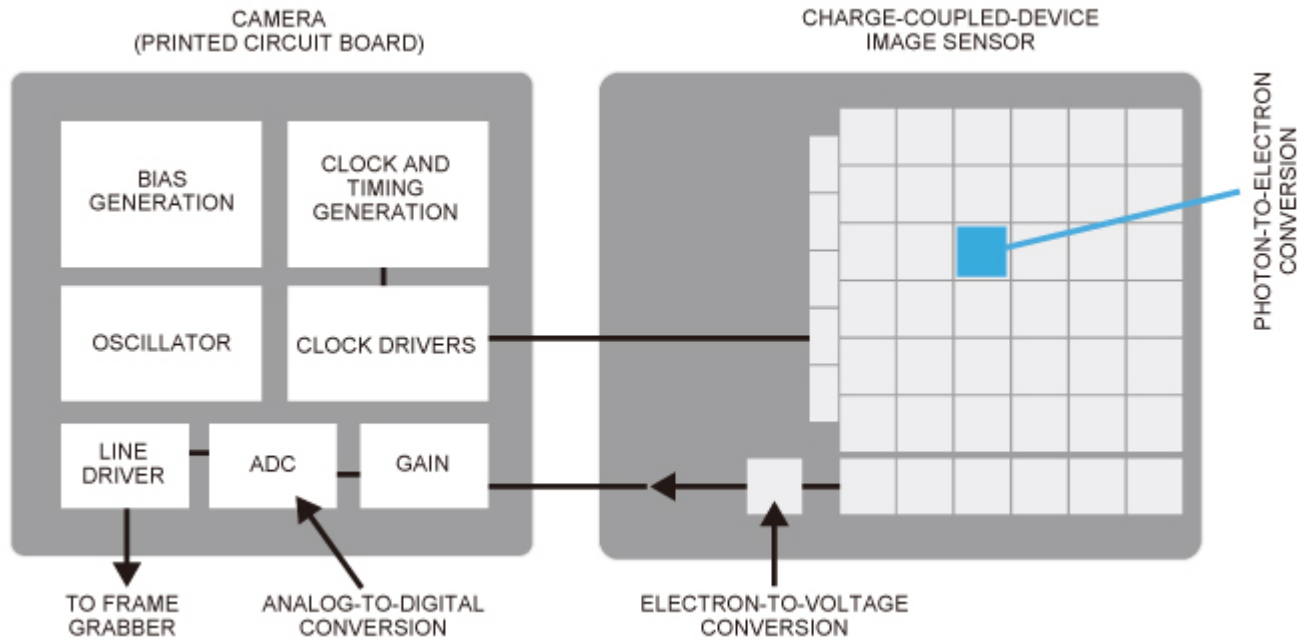 CAMERA
(PRINTED CIRCUIT BOARD)
CHARGE-COUPLED-DEVICE
IMAGE SENSOR
BIAS
GENERATION
CLOCK AND
TIMING
GENERATION
OSCILLATOR
CLOCK DRIVERS
LINE
DRIVER
ADC
GAIN
PHOTON-TO-ELECTRON
CONVERSION
TO FRAME
GRABBER
ANALOG-TO-DIGITAL
CONVERSION
ELECTRON-TO-VOLTAGE
CONVERSION